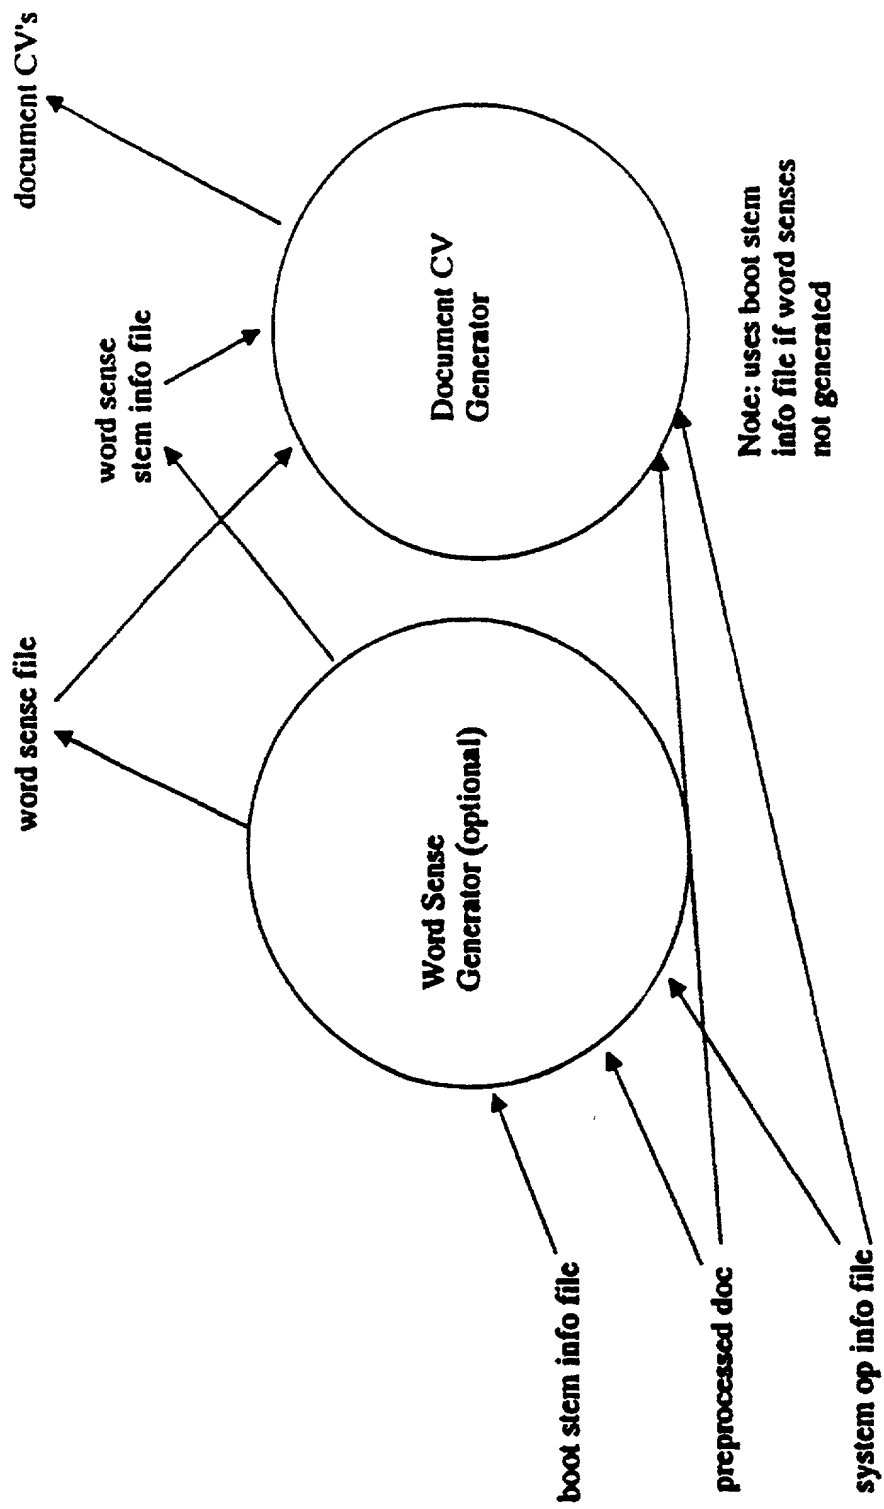 word sense file
document CV's
word sense
stem info file
Word Sense
Generator (optional)
Document CV
Generator
boot stem info file
preprocessed doc
system op info file
Note: uses boot stem
info file if word senses
not generated